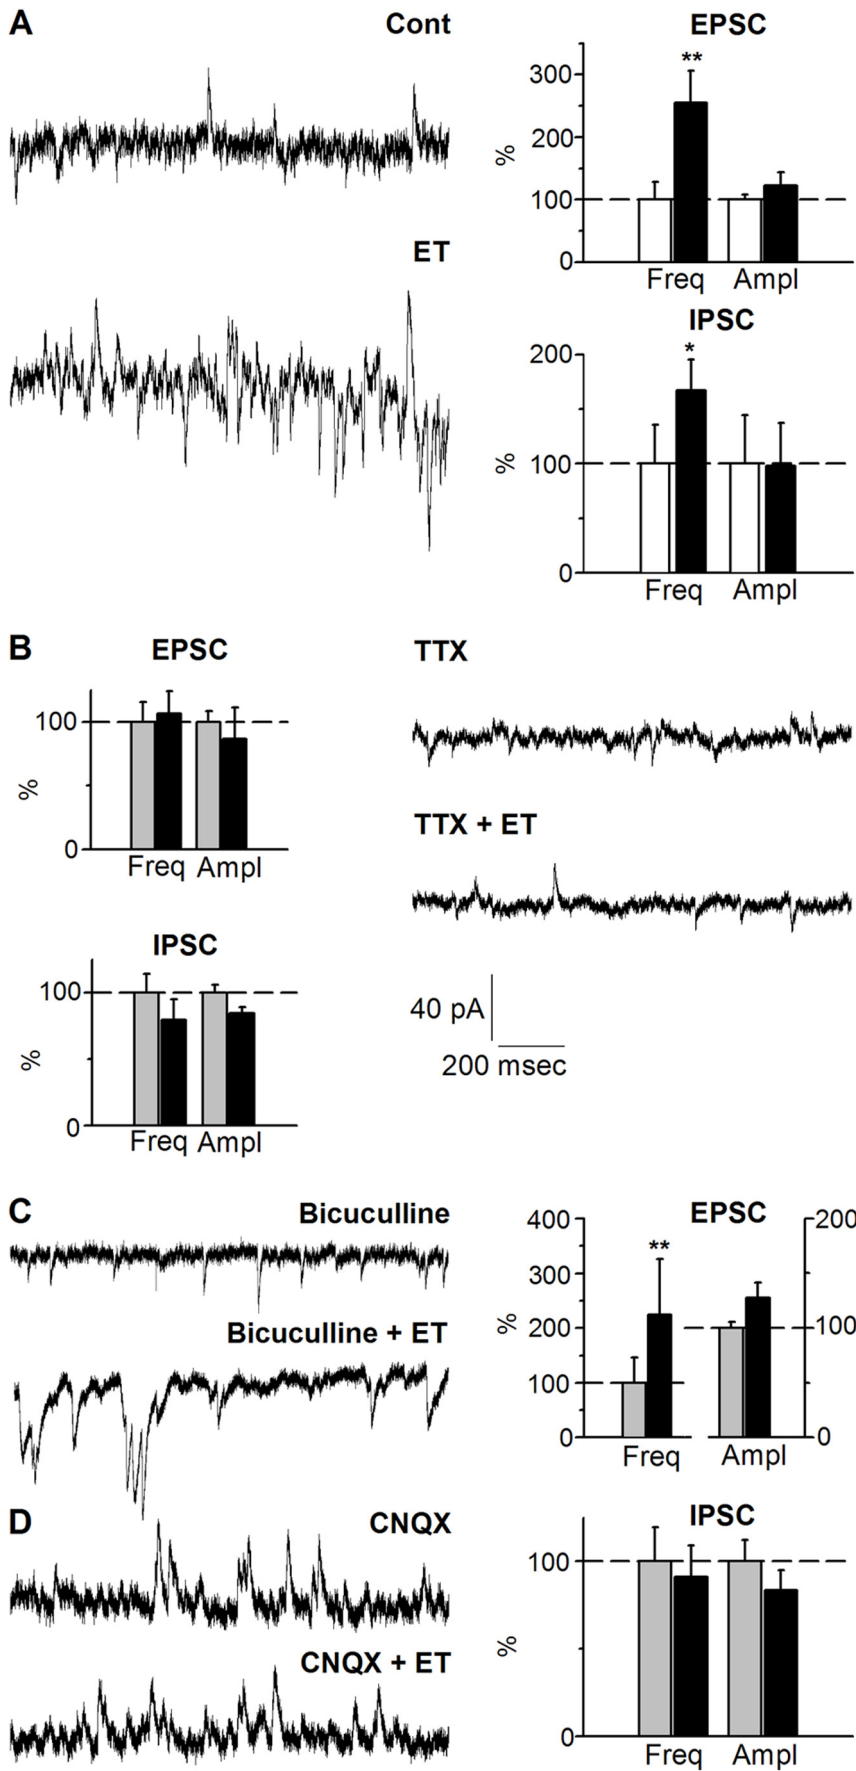 A
Cont
EPSC
**
300
200
%
100
0
Freq Ampl
ET
IPSC
*
200
%
100
0
Freq Ampl
B
EPSC
100
%
0
Freq Ampl
IPSC
100
%
0
Freq Ampl
TTX
TTX + ET
40 pA
200 msec
C
Bicuculline
Bicuculline + ET
EPSC
**
400
300
%
200
100
0
200
100
0
Freq Ampl
D
CNQX
CNQX + ET
IPSC
100
%
0
Freq Ampl